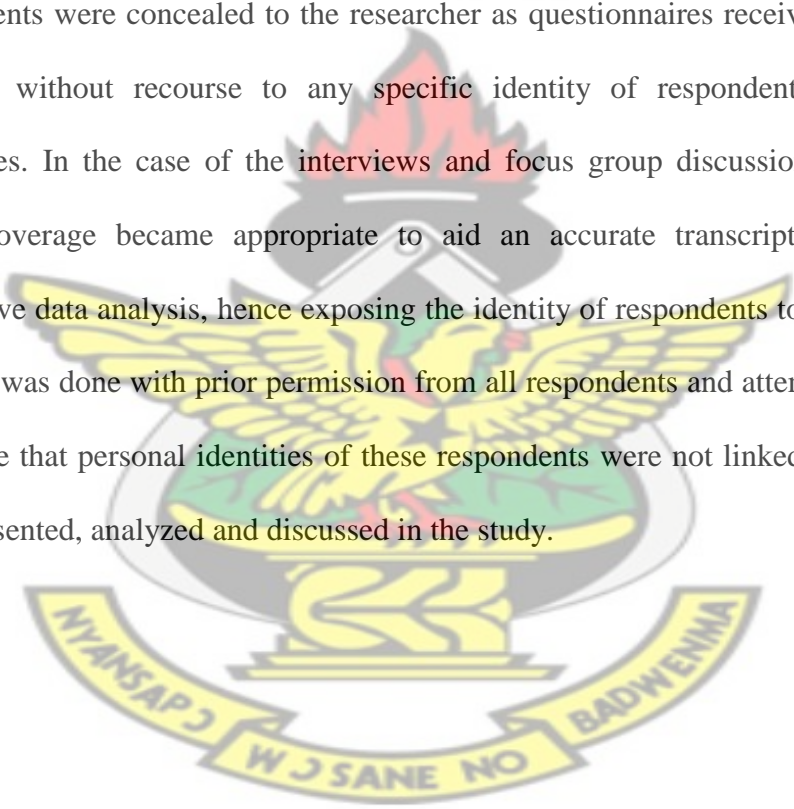 ents were concealed to the researcher as questionnaires receiv
without recourse to any specific identity of respondent
es. In the case of the interviews and focus group discussio
overage became appropriate to aid an accurate transcript
ve data analysis, hence exposing the identity of respondents to
was done with prior permission from all respondents and atter
e that personal identities of these respondents were not linked
sented, analyzed and discussed in the study.
NYANSAPƆ
WƆSANE NO
BADWENMA